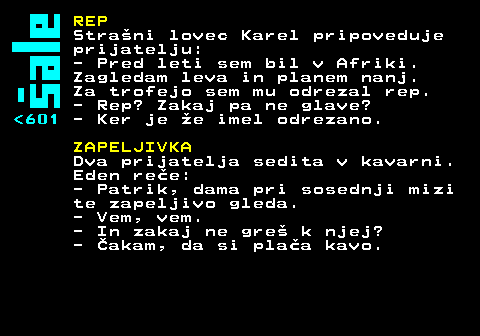 šale
<601
REP
Strašni lovec Karel pripoveduje
prijatelju:
- Pred leti sem bil v Afriki.
Zagledam leva in planem nanj.
Za trofejo sem mu odrezal rep.
- Rep? Zakaj pa ne glave?
- Ker je že imel odrezano.
ZAPELJIVKA
Dva prijatelja sedita v kavarni.
Eden reče:
- Patrik, dama pri sosednji mizi
te zapeljivo gleda.
- Vem, vem.
- In zakaj ne greš k njej?
- Čakam, da si plača kavo.